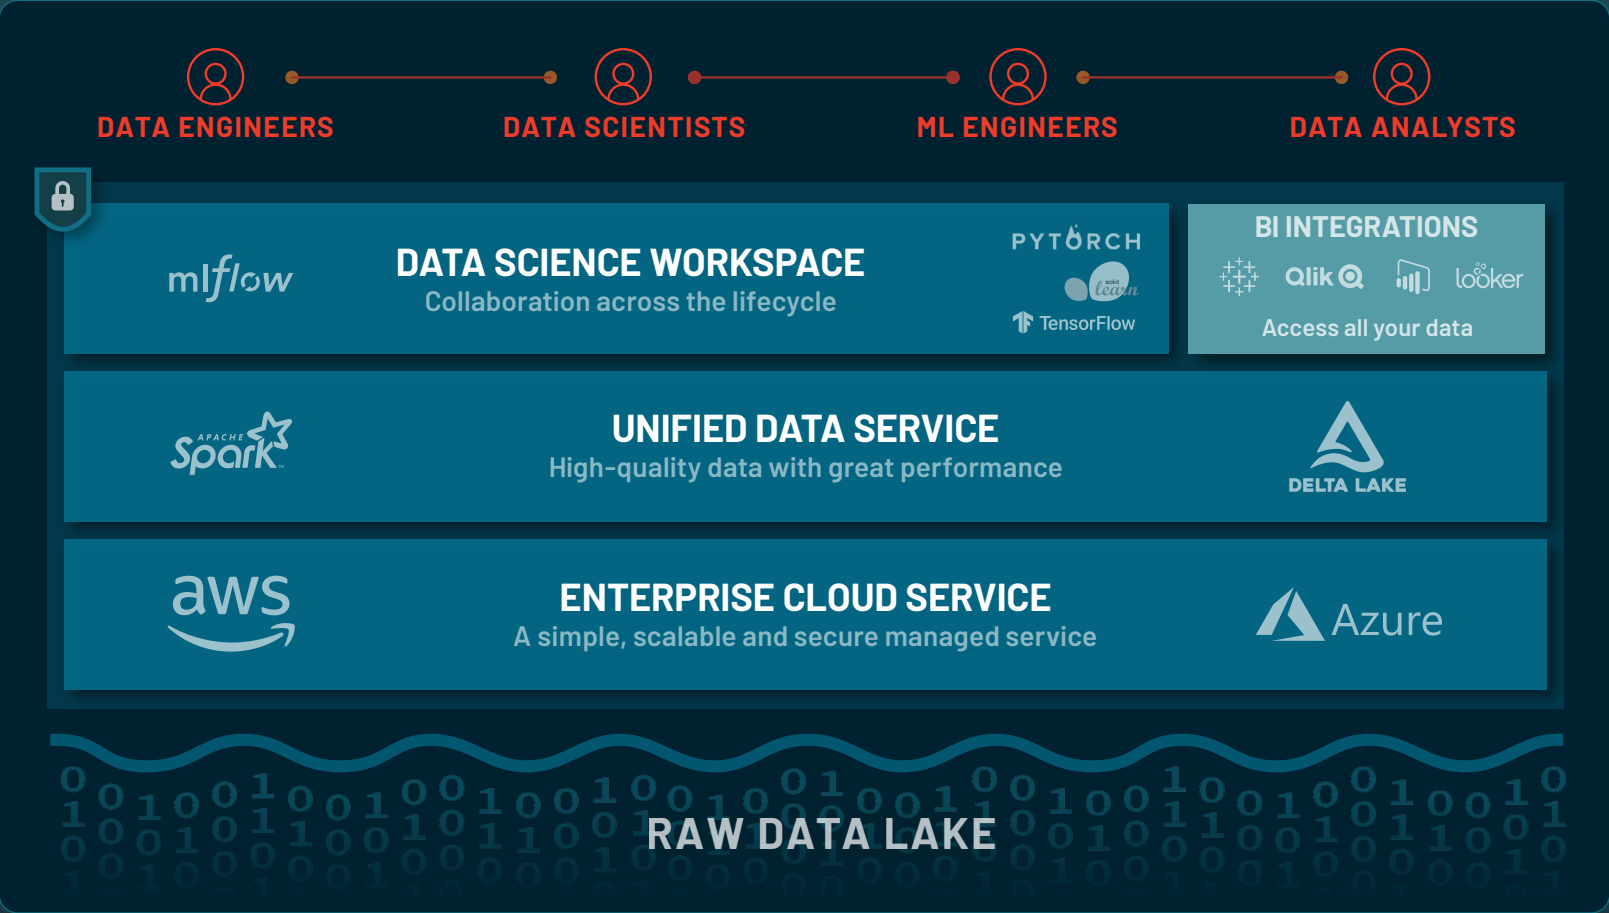 DATA ENGINEERS
DATA SCIENTISTS
ML ENGINEERS
DATA ANALYSTS
mlflow
DATA SCIENCE WORKSPACE
Collaboration across the lifecycle
PYTORCH
scikit
learn
TensorFlow
BI INTEGRATIONS
Qlik
looker
Access all your data
APACHE
Spark
UNIFIED DATA SERVICE
High-quality data with great performance
DELTA LAKE
aws
ENTERPRISE CLOUD SERVICE
A simple, scalable and secure managed service
Azure
RAW DATA LAKE